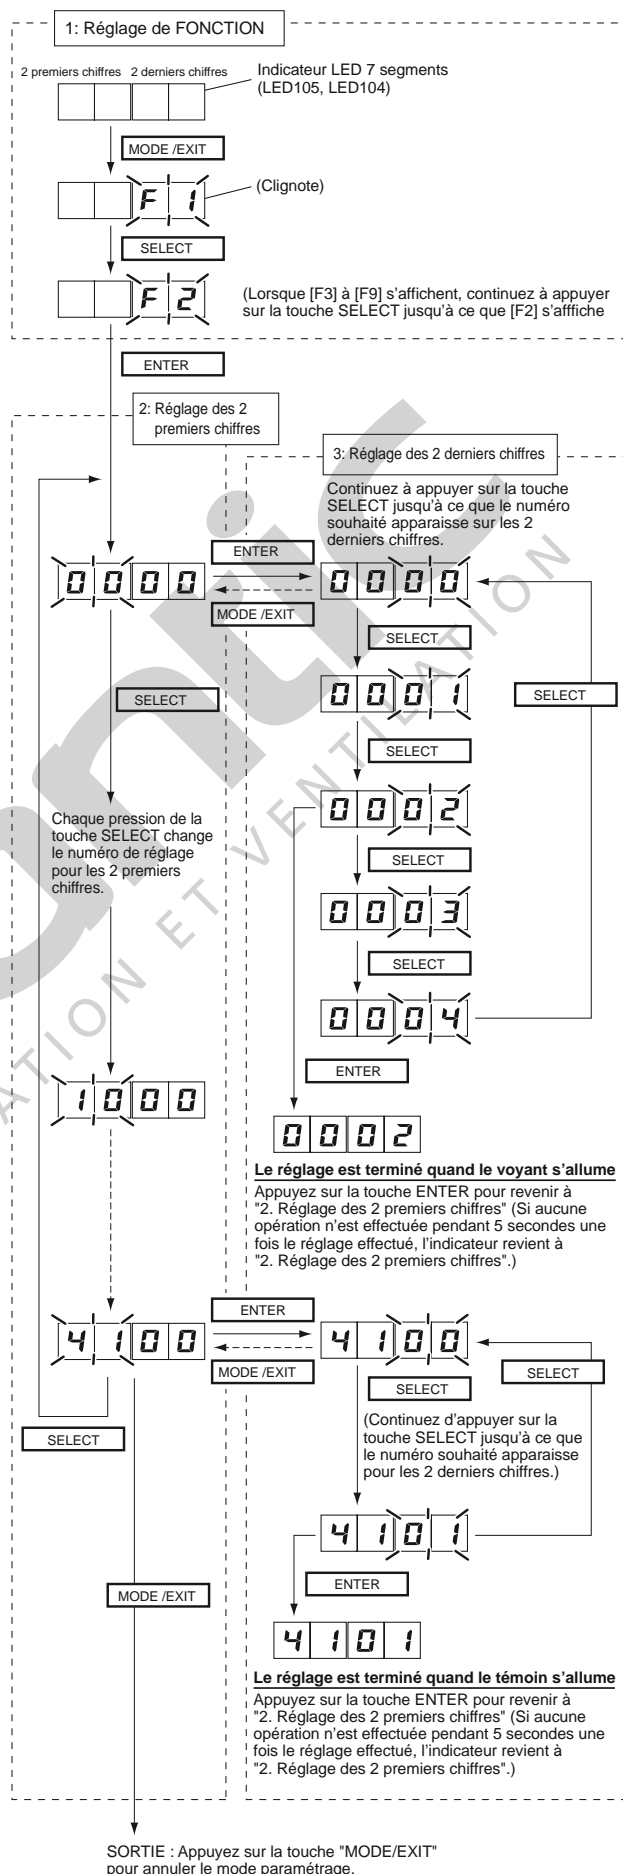 1: Réglage de FONCTION
2 premiers chiffres 2 derniers chiffres
Indicateur LED 7 segments
(LED105, LED104)
MODE /EXIT
F 1
(Clignote)
SELECT
F 2
(Lorsque [F3] à [F9] s’affichent, continuez à appuyer
sur la touche SELECT jusqu’à ce que [F2] s’afffiche
ENTER
2: Réglage des 2
premiers chiffres
3: Réglage des 2 derniers chiffres
Continuez à appuyer sur la touche
SELECT jusqu’à ce que le numéro
souhaité apparaisse sur les 2
derniers chiffres.
ENTER
0 0 0 0
0 0 0 0
MODE /EXIT
SELECT
0 0 0 1
SELECT
SELECT
SELECT
0 0 0 2
Chaque pression de la
touche SELECT change
le numéro de réglage
pour les 2 premiers
chiffres.
SELECT
0 0 0 3
SELECT
0 0 0 4
ENTER
1 0 0 0
0 0 0 2
Le réglage est terminé quand le voyant s’allume
Appuyez sur la touche ENTER pour revenir à
"2. Réglage des 2 premiers chiffres" (Si aucune
opération n’est effectuée pendant 5 secondes une
fois le réglage effectué, l’indicateur revient à
"2. Réglage des 2 premiers chiffres".)
ENTER
4 1 0 0
4 1 0 0
MODE /EXIT
SELECT
SELECT
(Continuez d’appuyer sur la
touche SELECT jusqu’à ce que
le numéro souhaité apparaisse
pour les 2 derniers chiffres.)
SELECT
4 1 0 1
ENTER
MODE /EXIT
4 1 0 1
Le réglage est terminé quand le témoin s’allume
Appuyez sur la touche ENTER pour revenir à
"2. Réglage des 2 premiers chiffres" (Si aucune
opération n’est effectuée pendant 5 secondes une
fois le réglage effectué, l’indicateur revient à
"2. Réglage des 2 premiers chiffres".)
SORTIE : Appuyez sur la touche "MODE/EXIT"
pour annuler le mode paramétrage.
ATION ET VENTILATION